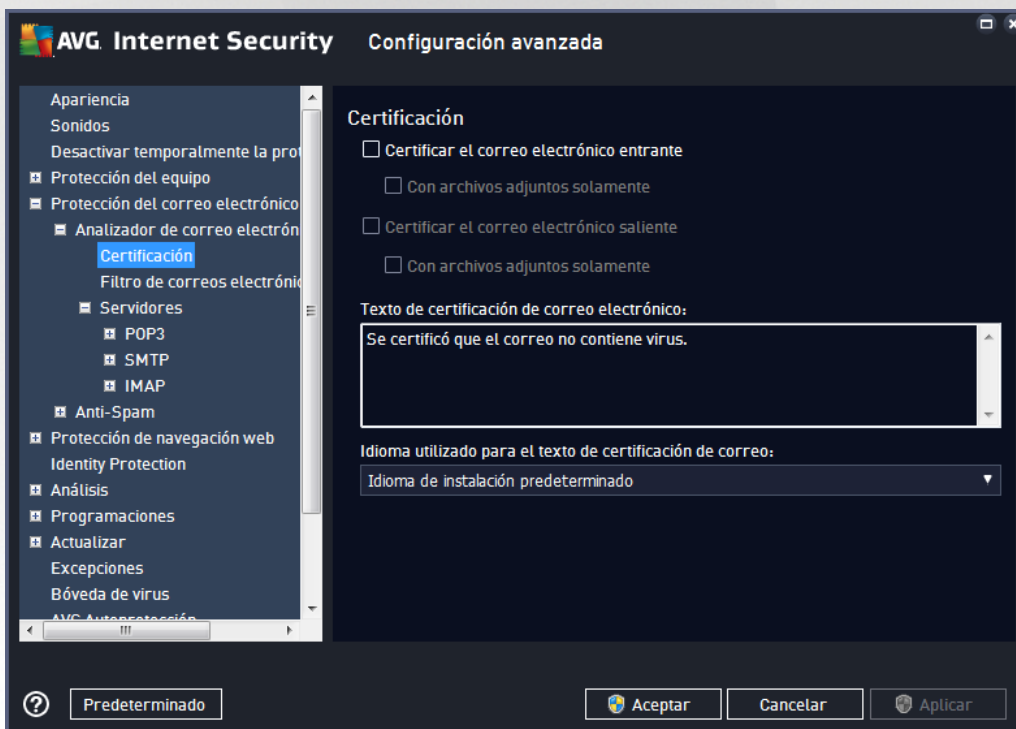 AVG. Internet Security Configuración avanzada
Apariencia
Sonidos
Desactivar temporalmente la prot
Protección del equipo
Protección del correo electrónico
Analizador de correo electrón
Certificación
Filtro de correos electrónic
Servidores
POP3
SMTP
IMAP
Anti-Spam
Protección de navegación web
Identity Protection
Análisis
Programaciones
Actualizar
Excepciones
Bóveda de virus
AVG Autoprotección
Certificación
Certificar el correo electrónico entrante
Con archivos adjuntos solamente
Certificar el correo electrónico saliente
Con archivos adjuntos solamente
Texto de certificación de correo electrónico:
Se certificó que el correo no contiene virus.
Idioma utilizado para el texto de certificación de correo:
Idioma de instalación predeterminado
Predeterminado
Aceptar
Cancelar
Aplicar